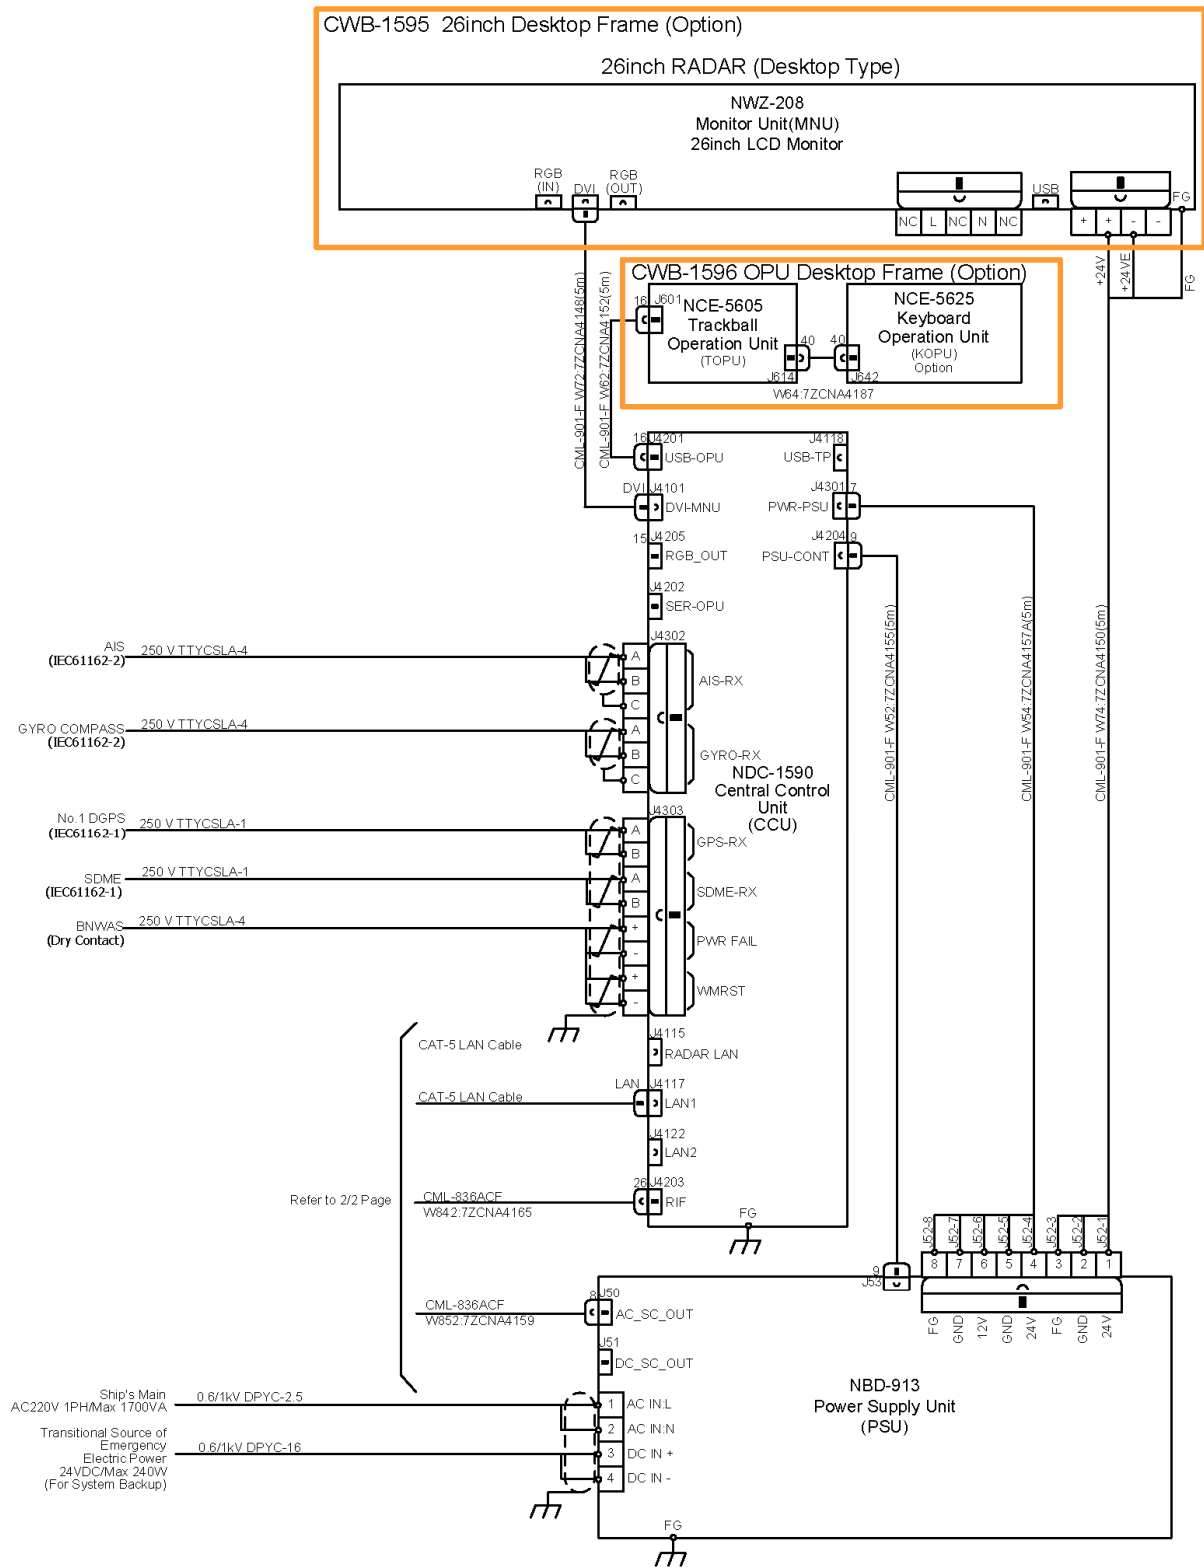 CWB-1595  26inch Desktop Frame (Option)
26inch RADAR (Desktop Type)
NWZ-208
Monitor Unit(MNU)
26inch LCD Monitor
RGB
(IN)
DVI
RGB
(OUT)
USB
FG
NC L NC N NC
+ + - -
+24V
+24VE
FG
CWB-1596 OPU Desktop Frame (Option)
CML-901-F W72:7ZCNA4148(5m)
CML-901-F W62:7ZCNA4152(5m)
16
J601
NCE-5605
Trackball
Operation Unit
(TOPU)
40
J614
W64:7ZCNA4187
40
J642
NCE-5625
Keyboard
Operation Unit
(KOPU)
Option
16 J4201
USB-OPU
J4118
USB-TP
DVI J4101
DVI-MNU
J4301 7
PWR-PSU
15 J4205
RGB_OUT
J4204 9
PSU-CONT
J4202
SER-OPU
CML-901-F W52:7ZCNA4155(5m)
CML-901-F W54:7ZCNA4157A(5m)
CML-901-F W74:7ZCNA4150(5m)
J4302
AIS
(IEC61162-2)
250 V TTYCSLA-4
A
B
C
AIS-RX
GYRO COMPASS
(IEC61162-2)
250 V TTYCSLA-4
A
B
C
GYRO-RX
NDC-1590
Central Control
Unit
(CCU)
J4303
No.1 DGPS
(IEC61162-1)
250 V TTYCSLA-1
A
B
GPS-RX
SDME
(IEC61162-1)
250 V TTYCSLA-1
A
B
SDME-RX
BNWAS
(Dry Contact)
250 V TTYCSLA-4
+
-
PWR FAIL
+
-
WMRST
CAT-5 LAN Cable
J4115
RADAR LAN
CAT-5 LAN Cable
LAN J4117
LAN1
J4122
LAN2
Refer to 2/2 Page
CML-836ACF
W842:7ZCNA4165
26 J4203
RIF
FG
J52-8
J52-7
J52-6
J52-5
J52-4
J52-3
J52-2
J52-1
8 7 6 5 4 3 2 1
9
J53
FG
GND
12V
GND
24V
FG
GND
24V
CML-836ACF
W852:7ZCNA4159
8 J50
AC_SC_OUT
J51
DC_SC_OUT
NBD-913
Power Supply Unit
(PSU)
Ship's Main
AC220V 1PH/Max 1700VA
0.6/1kV DPYC-2.5
1 AC IN:L
2 AC IN:N
Transitional Source of
Emergency
Electric Power
24VDC/Max 240W
(For System Backup)
0.6/1kV DPYC-16
3 DC IN +
4 DC IN -
FG